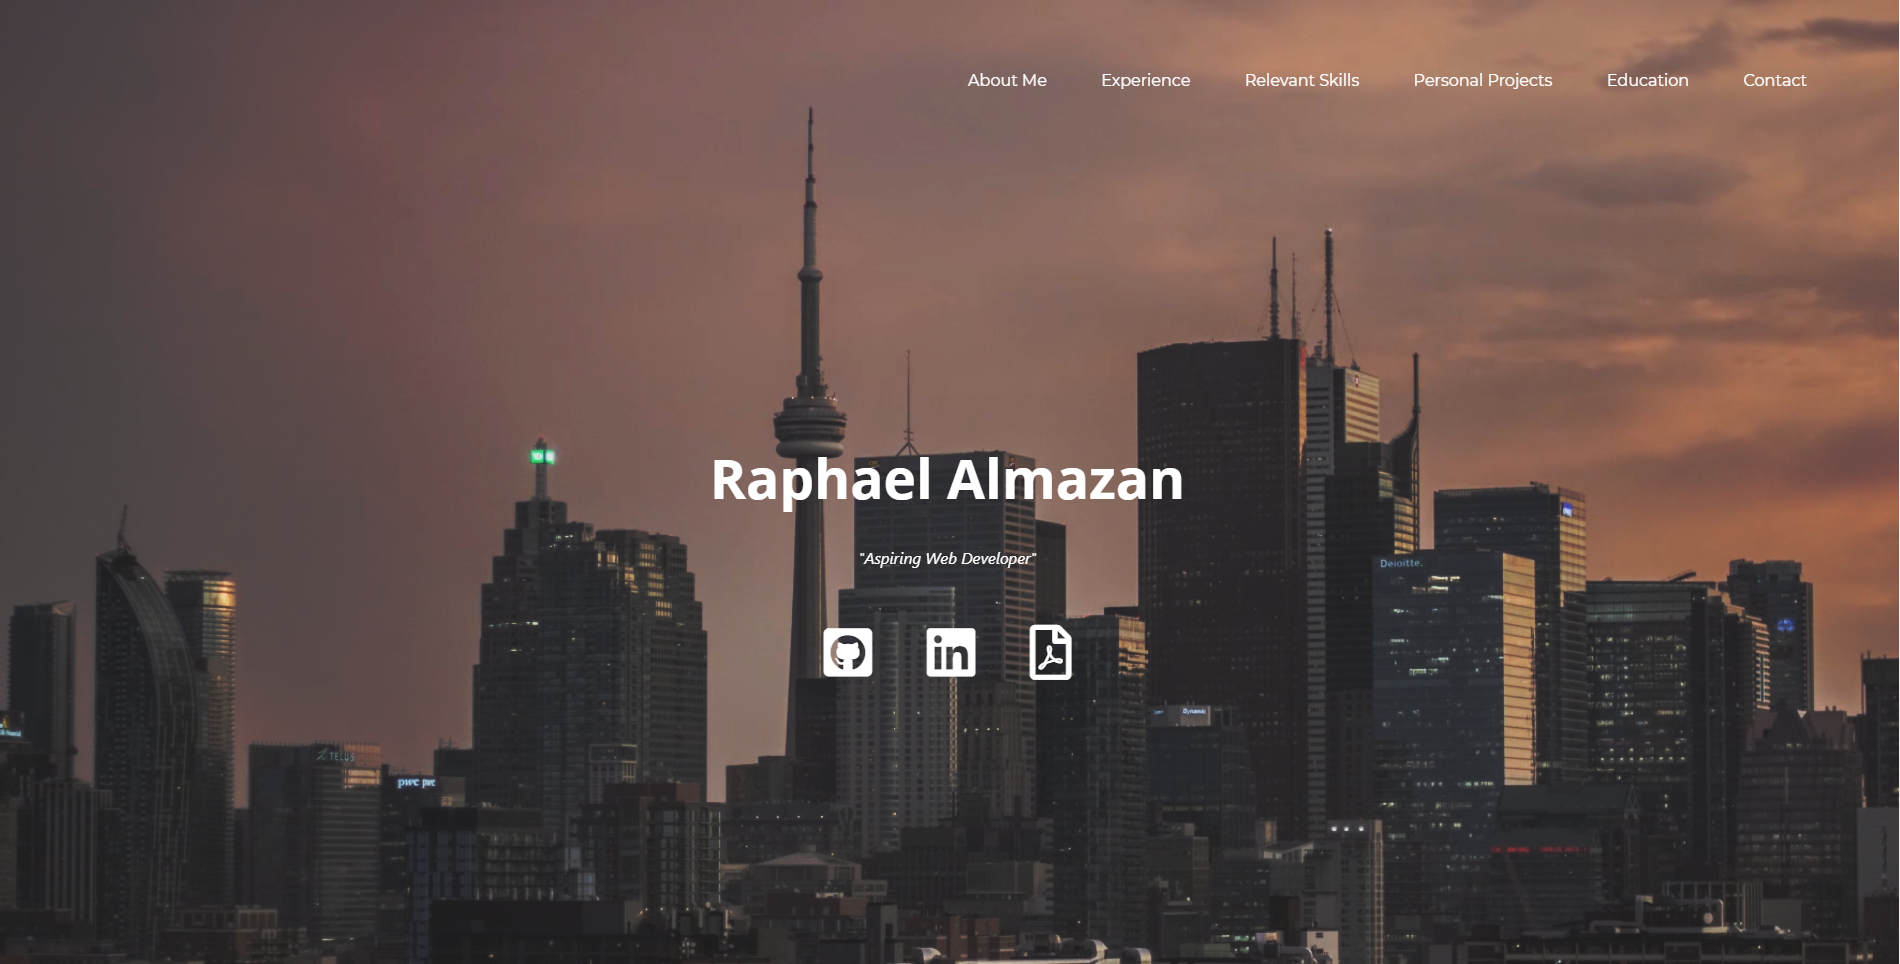 About Me Experience Relevant Skills Personal Projects Education Contact
Raphael Almazan
"Aspiring Web Developer"
in
Deloitte.
Dynamic
TELUS
pwc pwc